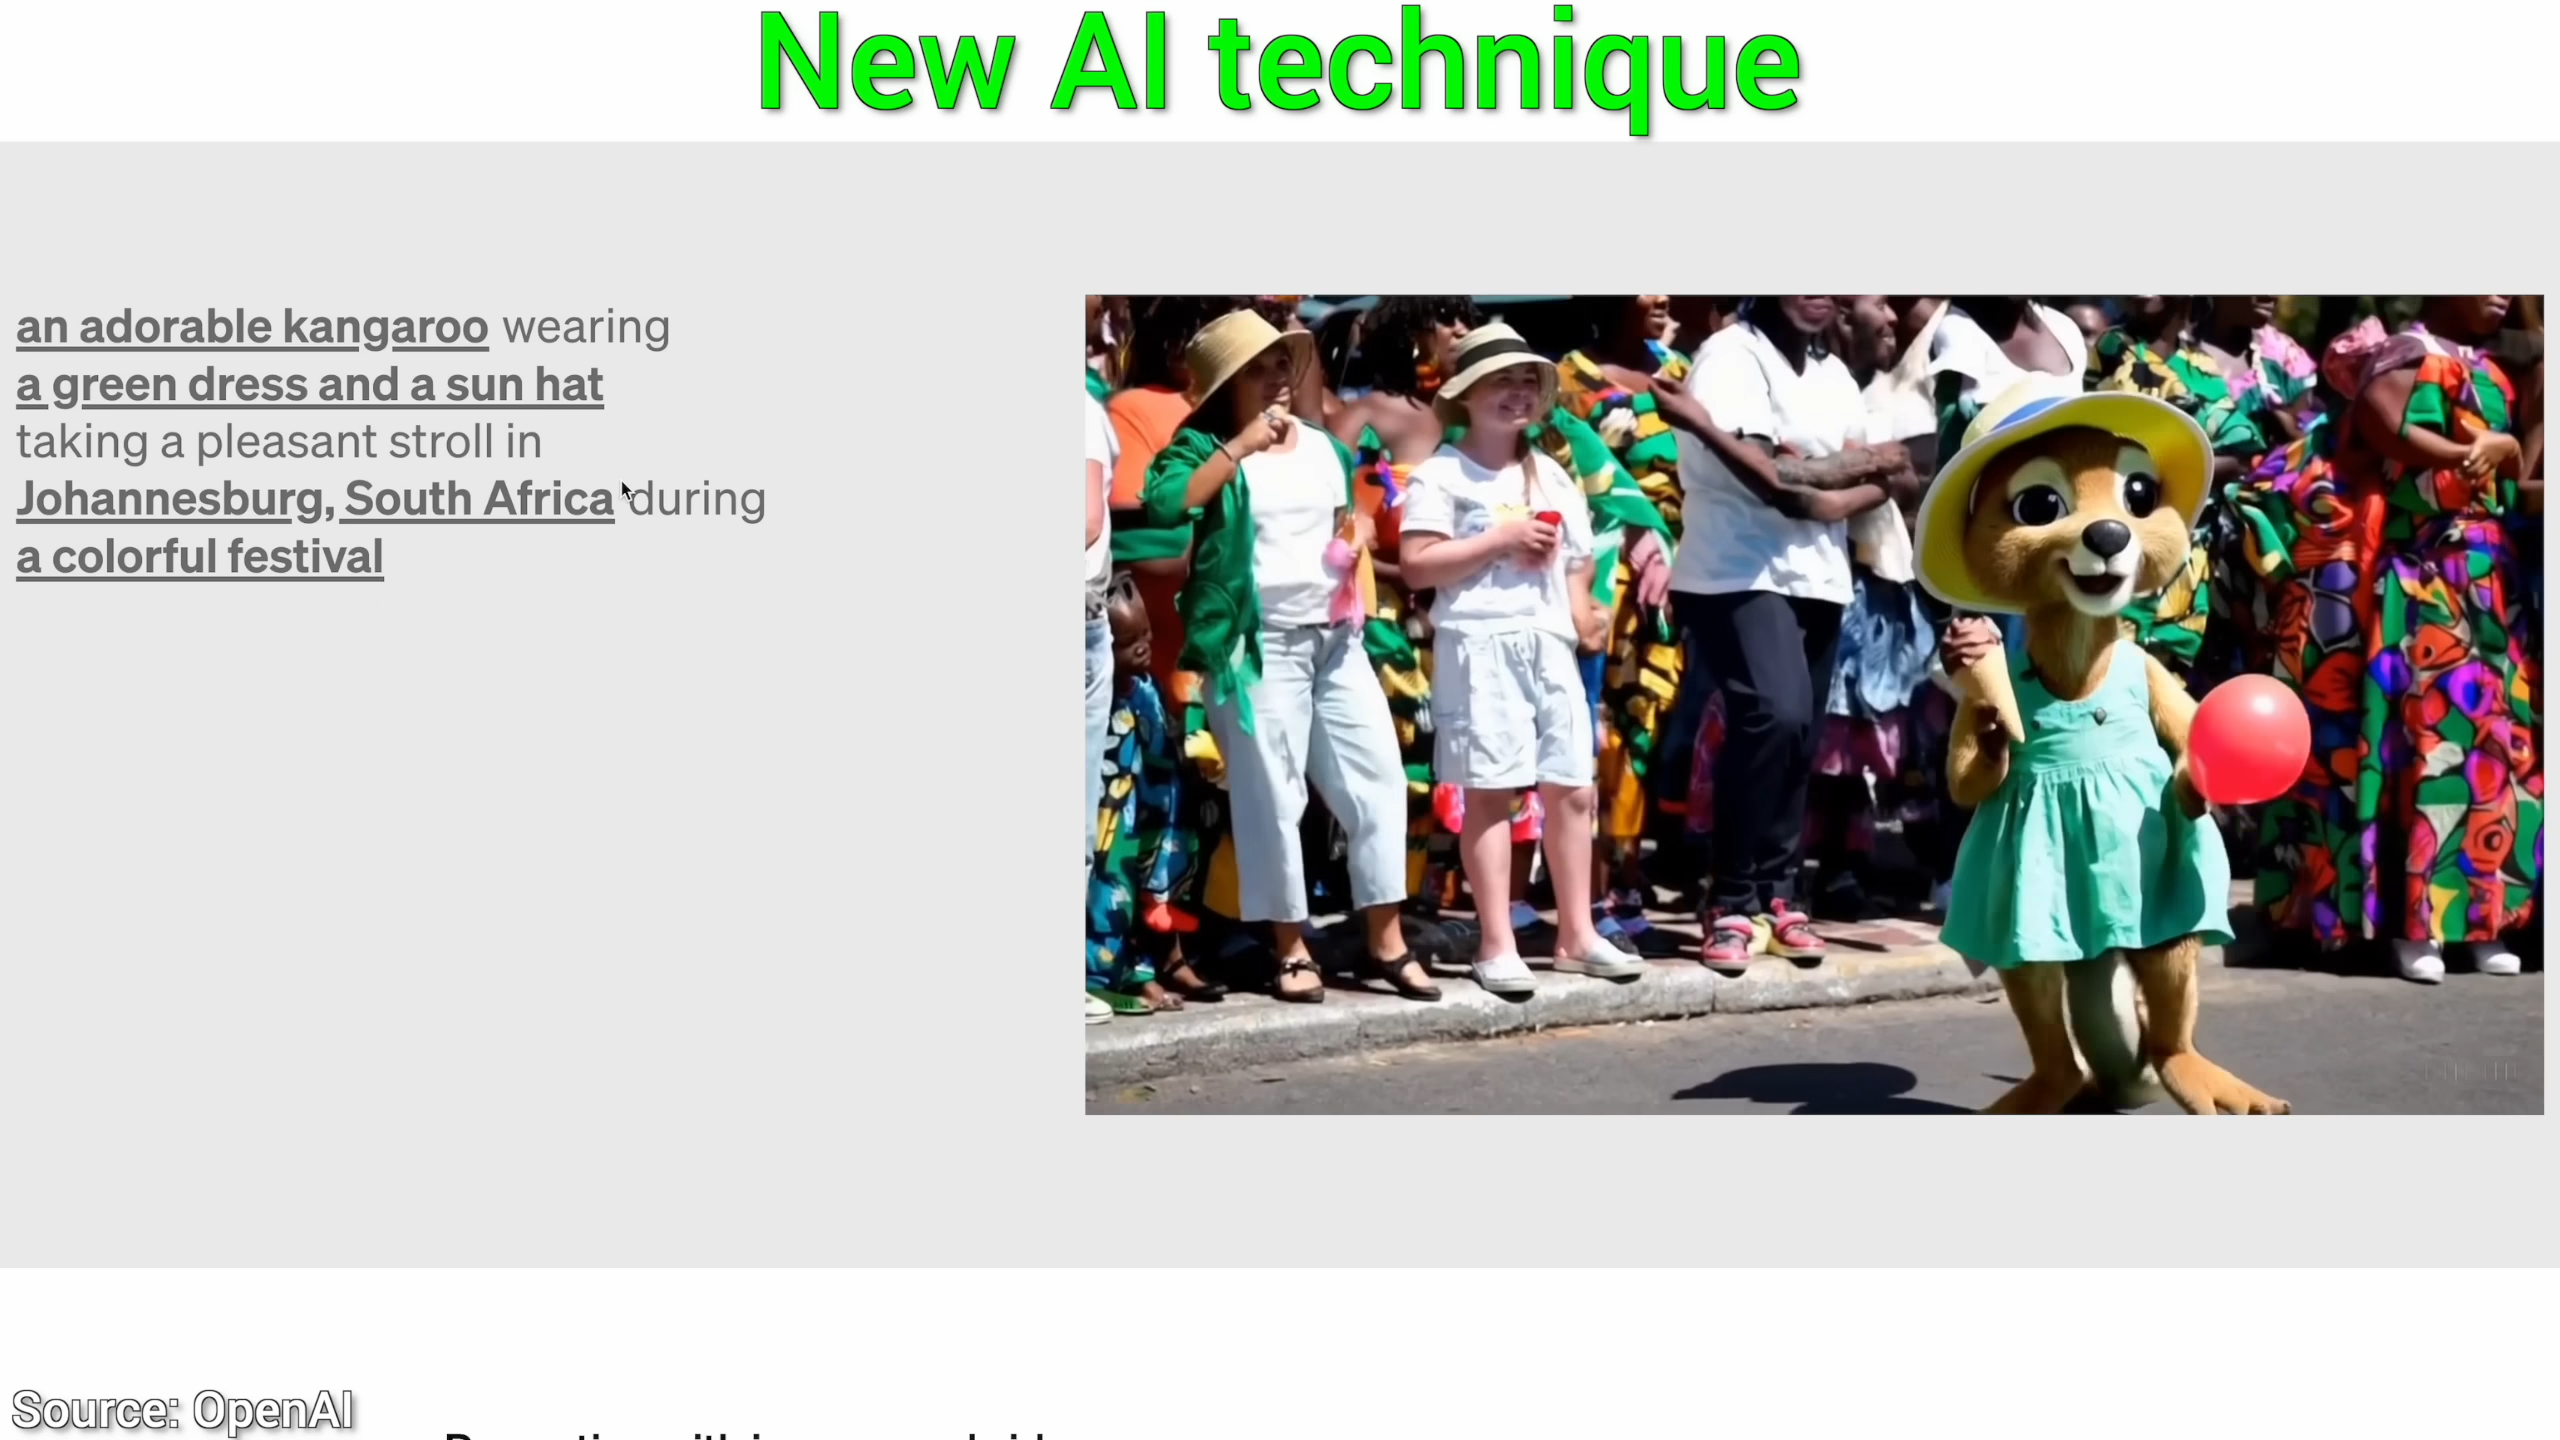 New AI technique
an adorable kangaroo wearing
a green dress and a sun hat
taking a pleasant stroll in
Johannesburg, South Africa during
a colorful festival
Source: OpenAI